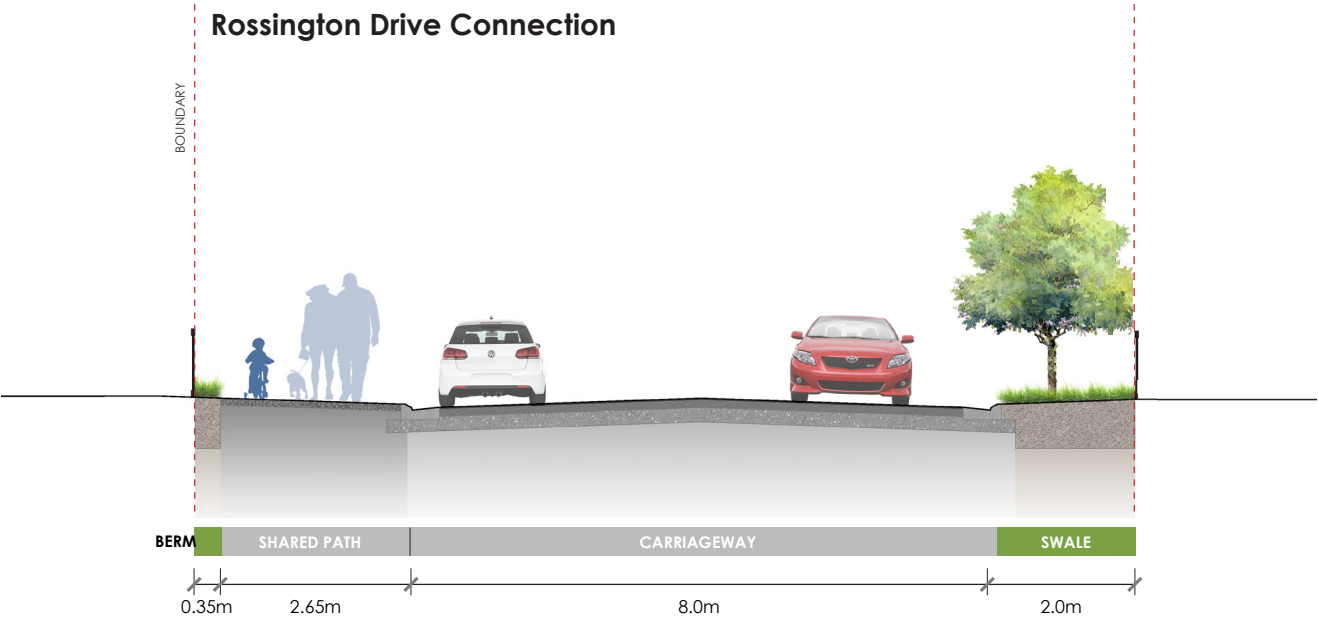 Rossington Drive Connection
BOUNDARY
BERM SHARED PATH CARRIAGEWAY SWALE
0.35m 2.65m 8.0m 2.0m